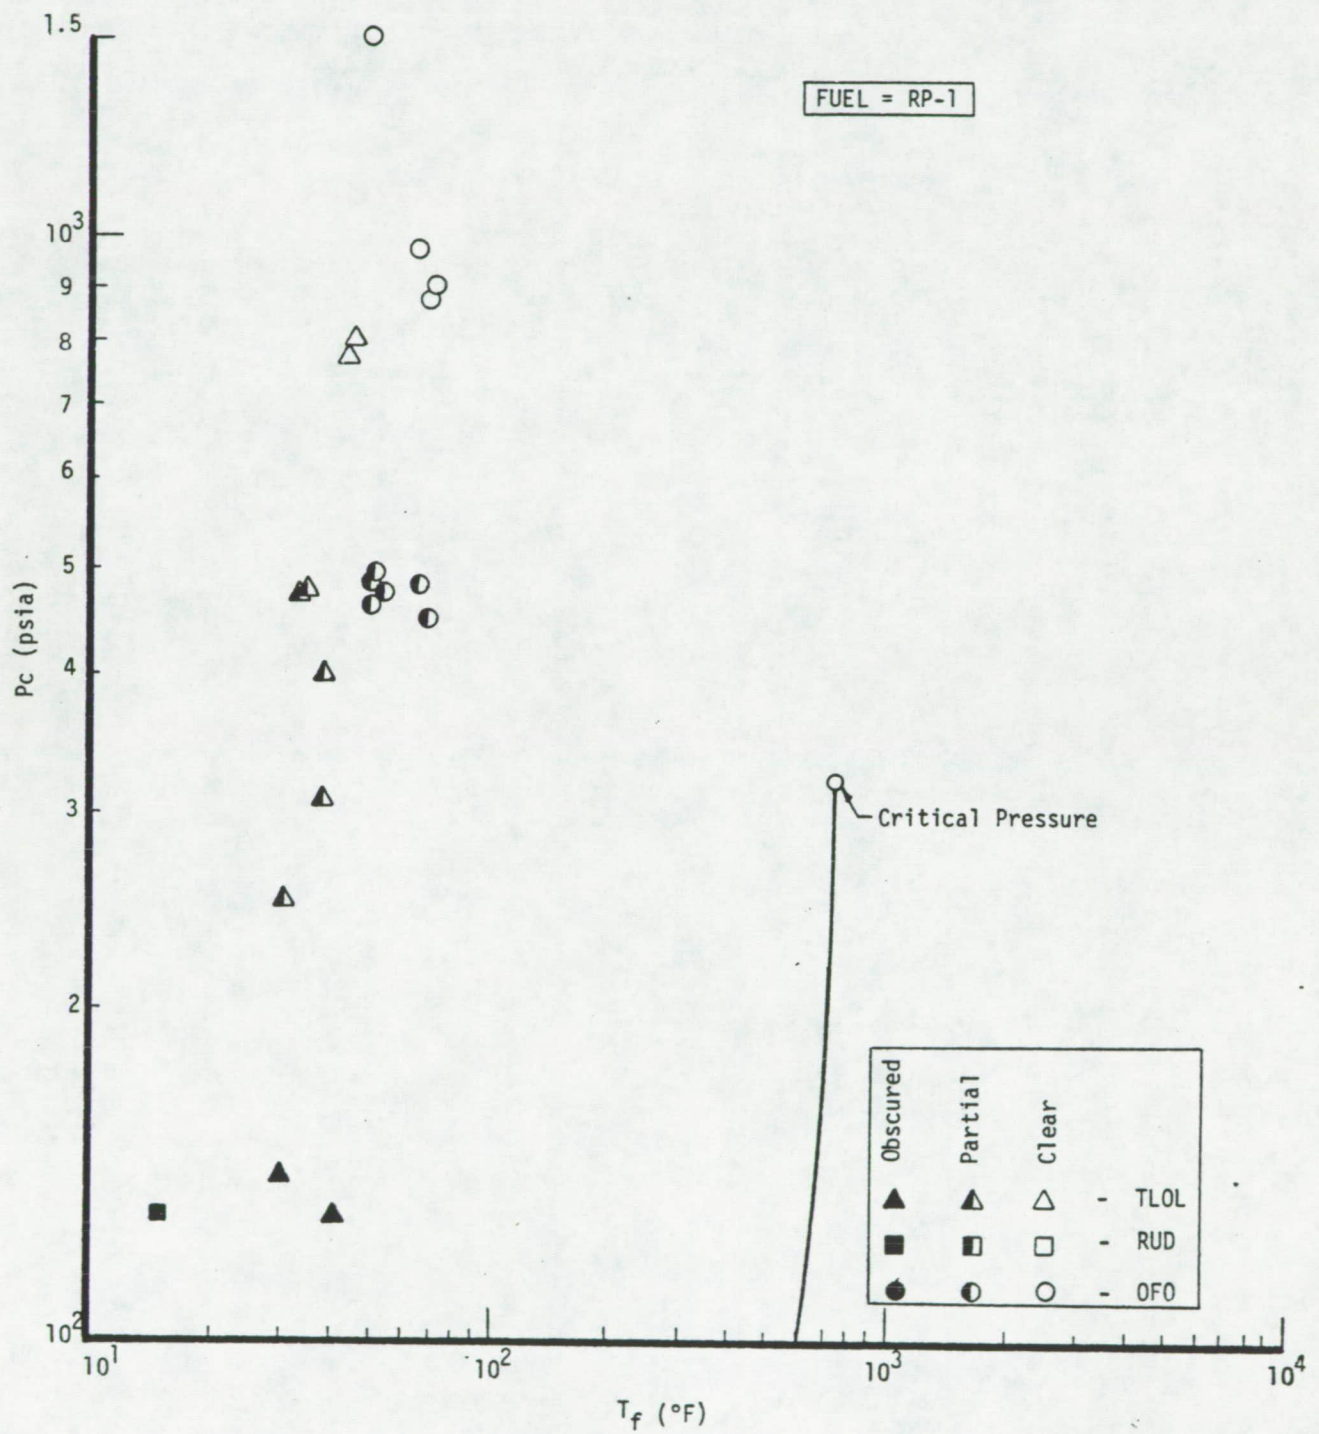 1.5
FUEL = RP-1
10³
9
8
7
6
5
4
3
2
10²
Pc (psia)
Critical Pressure
Obscured
Partial
Clear
- TLOL
- RUD
- OFO
10¹
10²
10³
10⁴
T_f (°F)